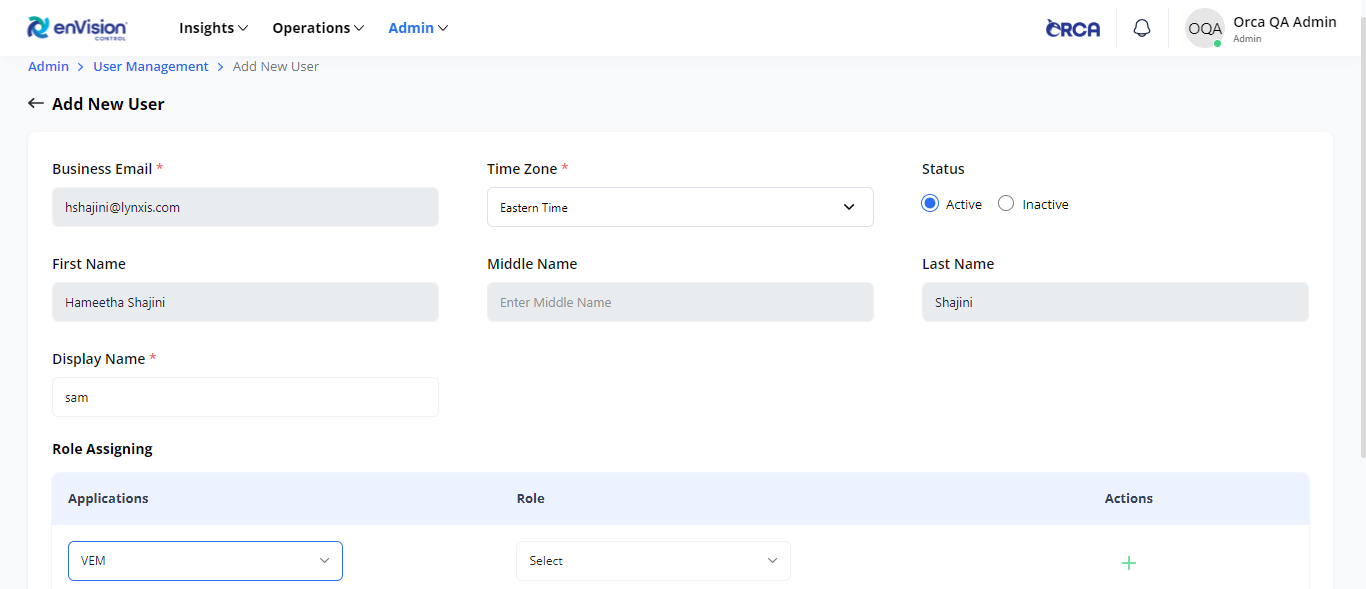 enVision
CONTROL
Insights Operations Admin
ORCA
OQA
Orca QA Admin
Admin
Admin > User Management > Add New User
← Add New User
Business Email *
hshajini@lynxis.com
Time Zone *
Eastern Time
Status
Active Inactive
First Name
Hameetha Shajini
Middle Name
Enter Middle Name
Last Name
Shajini
Display Name *
sam
Role Assigning
Applications Role Actions
VEM Select +